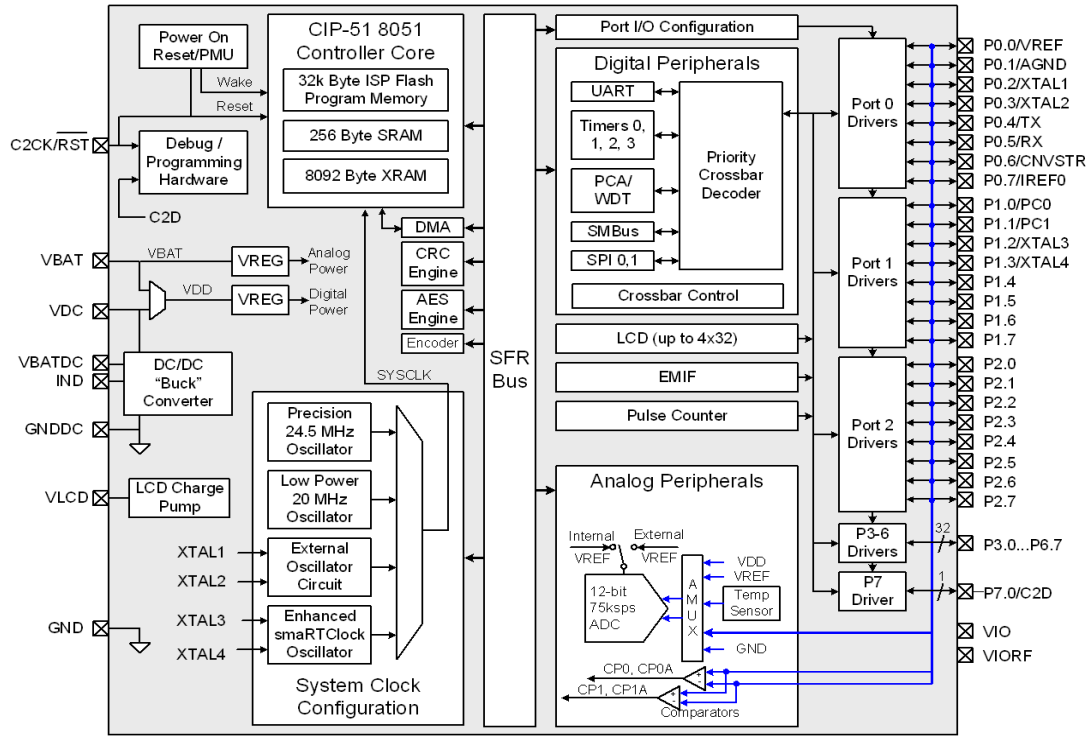 Power On
Reset/PMU
Wake
Reset
C2CK/RST
Debug /
Programming
Hardware
C2D
VBAT
VBAT
VREG
Analog
Power
VDD
VREG
Digital
Power
VDC
VBATDC
IND
DC/DC
“Buck”
Converter
GNDDC
VLCD
LCD Charge
Pump
XTAL1
XTAL2
XTAL3
XTAL4
GND
CIP-51 8051
Controller Core
32k Byte ISP Flash
Program Memory
256 Byte SRAM
8092 Byte XRAM
DMA
CRC
Engine
AES
Engine
Encoder
SYSCLK
Precision
24.5 MHz
Oscillator
Low Power
20 MHz
Oscillator
External
Oscillator
Circuit
Enhanced
smaRTClock
Oscillator
System Clock
Configuration
SFR
Bus
Port I/O Configuration
Digital Peripherals
UART
Timers 0,
1, 2, 3
PCA/
WDT
SMBus
SPI 0,1
Priority
Crossbar
Decoder
Crossbar Control
LCD (up to 4x32)
EMIF
Pulse Counter
Analog Peripherals
Internal
VREF
External
VREF
12-bit
75ksps
ADC
A
M
U
X
VDD
VREF
Temp
Sensor
GND
CP0, CP0A
+
-
CP1, CP1A
+
-
Comparators
Port 0
Drivers
Port 1
Drivers
Port 2
Drivers
P3-6
Drivers
P7
Driver
32
1
P0.0/VREF
P0.1/AGND
P0.2/XTAL1
P0.3/XTAL2
P0.4/TX
P0.5/RX
P0.6/CNVSTR
P0.7/IREF0
P1.0/PC0
P1.1/PC1
P1.2/XTAL3
P1.3/XTAL4
P1.4
P1.5
P1.6
P1.7
P2.0
P2.1
P2.2
P2.3
P2.4
P2.5
P2.6
P2.7
P3.0...P6.7
P7.0/C2D
VIO
VIORF